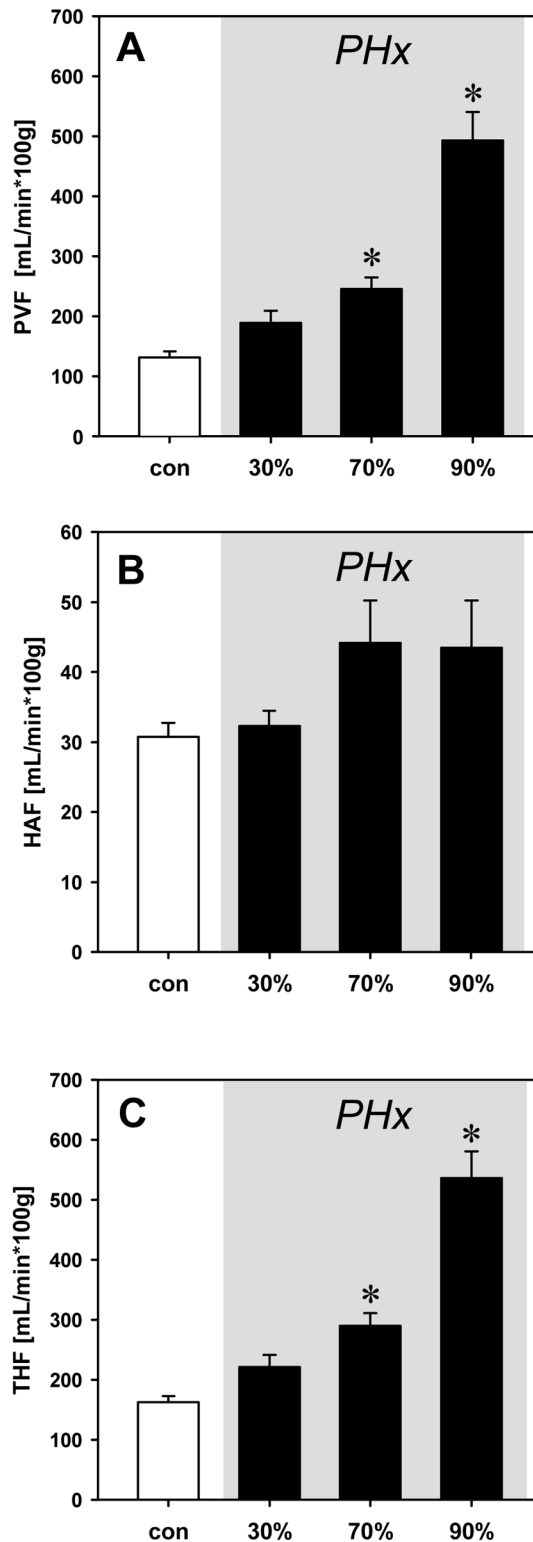 A
PHx
PVF [mL/min*100g]
700
600
500
400
300
200
100
0
*
*
con 30% 70% 90%
B
PHx
HAF [mL/min*100g]
60
50
40
30
20
10
0
con 30% 70% 90%
C
PHx
THF [mL/min*100g]
700
600
500
400
300
200
100
0
*
*
con 30% 70% 90%